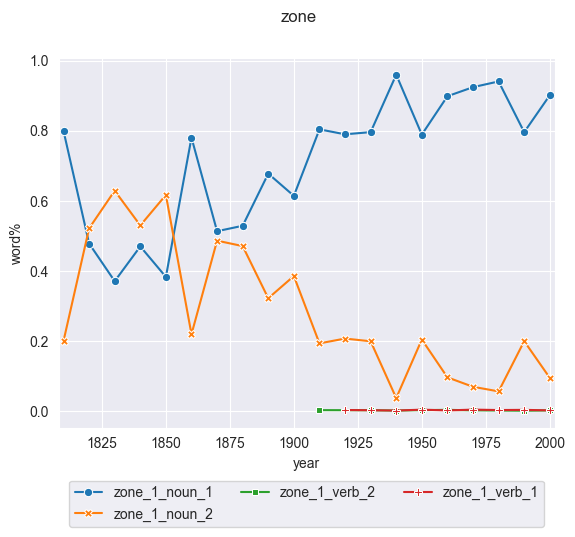 zone
1.0
0.8
0.6
0.4
0.2
0.0
word%
1825 1850 1875 1900 1925 1950 1975 2000
year
zone_1_noun_1 zone_1_verb_2 zone_1_verb_1
zone_1_noun_2